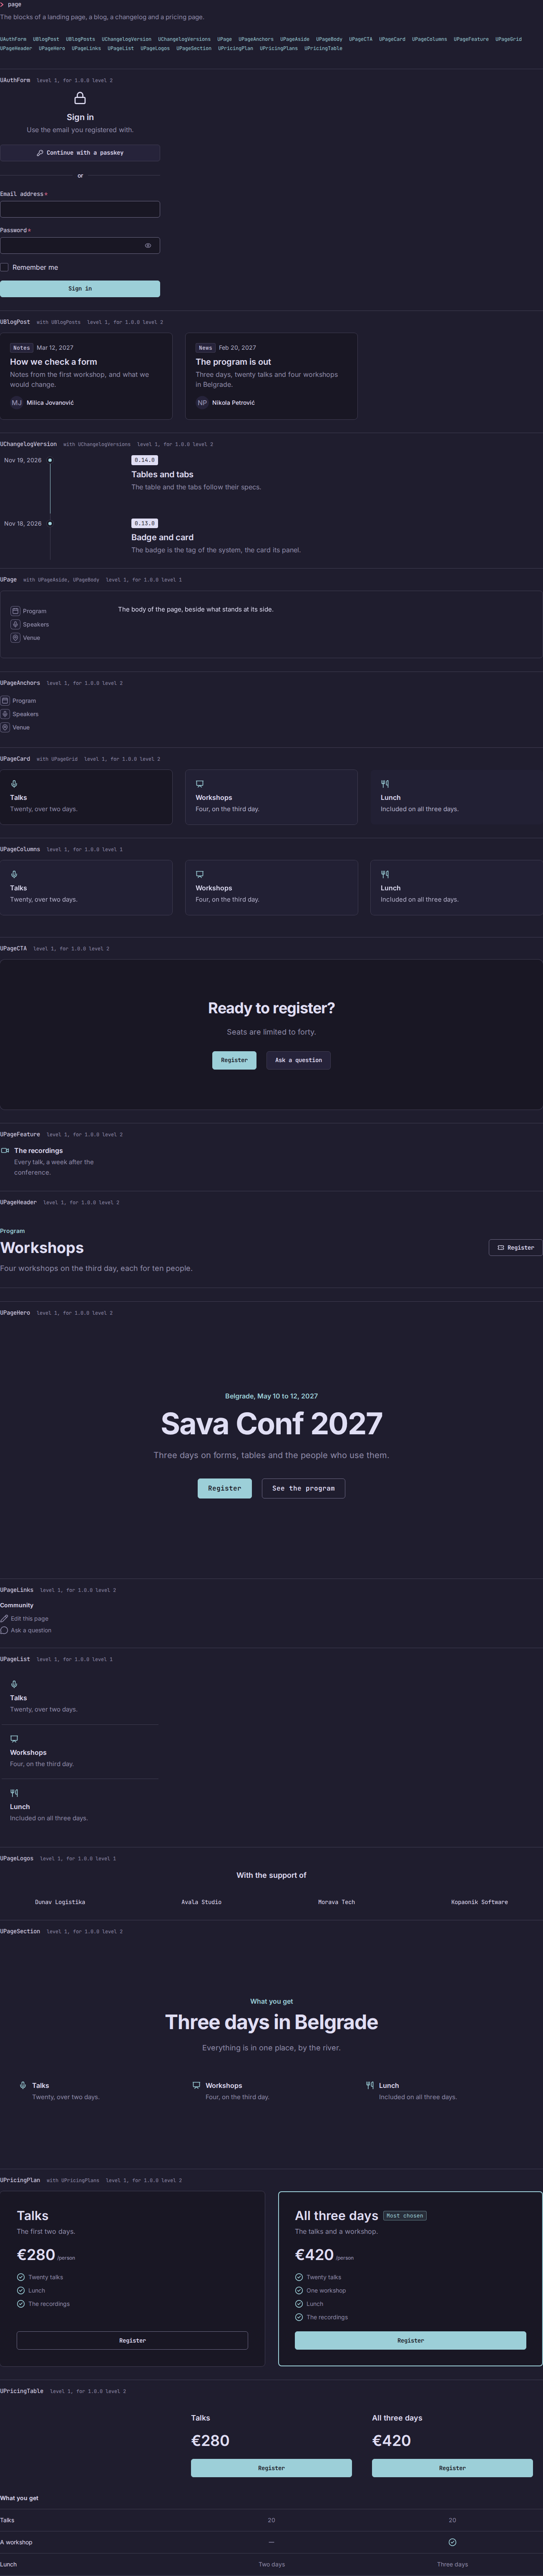 page
The blocks of a landing page, a blog, a changelog and a pricing page.
UAuthForm UBlogPost UBlogPosts UChangelogVersion UChangelogVersions UPage UPageAnchors UPageAside UPageBody UPageCTA UPageCard UPageColumns UPageFeature UPageGrid
UPageHeader UPageHero UPageLinks UPageList UPageLogos UPageSection UPricingPlan UPricingPlans UPricingTable
UAuthForm level 1, for 1.0.0 level 2
Sign in
Use the email you registered with.
Continue with a passkey
or
Email address*
Password*
Remember me
Sign in
UBlogPost with UBlogPosts level 1, for 1.0.0 level 2
Notes Mar 12, 2027
How we check a form
Notes from the first workshop, and what we
would change.
MJ Milica Jovanović
News Feb 20, 2027
The program is out
Three days, twenty talks and four workshops
in Belgrade.
NP Nikola Petrović
UChangelogVersion with UChangelogVersions level 1, for 1.0.0 level 2
Nov 19, 2026
0.14.0
Tables and tabs
The table and the tabs follow their specs.
Nov 18, 2026
0.13.0
Badge and card
The badge is the tag of the system, the card its panel.
UPage with UPageAside, UPageBody level 1, for 1.0.0 level 1
Program
Speakers
Venue
The body of the page, beside what stands at its side.
UPageAnchors level 1, for 1.0.0 level 2
Program
Speakers
Venue
UPageCard with UPageGrid level 1, for 1.0.0 level 2
Talks
Twenty, over two days.
Workshops
Four, on the third day.
Lunch
Included on all three days.
UPageColumns level 1, for 1.0.0 level 1
Talks
Twenty, over two days.
Workshops
Four, on the third day.
Lunch
Included on all three days.
UPageCTA level 1, for 1.0.0 level 2
Ready to register?
Seats are limited to forty.
Register
Ask a question
UPageFeature level 1, for 1.0.0 level 2
The recordings
Every talk, a week after the
conference.
UPageHeader level 1, for 1.0.0 level 2
Program
Workshops
Register
Four workshops on the third day, each for ten people.
UPageHero level 1, for 1.0.0 level 2
Belgrade, May 10 to 12, 2027
Sava Conf 2027
Three days on forms, tables and the people who use them.
Register
See the program
UPageLinks level 1, for 1.0.0 level 2
Community
Edit this page
Ask a question
UPageList level 1, for 1.0.0 level 1
Talks
Twenty, over two days.
Workshops
Four, on the third day.
Lunch
Included on all three days.
UPageLogos level 1, for 1.0.0 level 1
With the support of
Dunav Logistika
Avala Studio
Morava Tech
Kopaonik Software
UPageSection level 1, for 1.0.0 level 2
What you get
Three days in Belgrade
Everything is in one place, by the river.
Talks
Twenty, over two days.
Workshops
Four, on the third day.
Lunch
Included on all three days.
UPricingPlan with UPricingPlans level 1, for 1.0.0 level 2
Talks
The first two days.
€280 /person
Twenty talks
Lunch
The recordings
Register
All three days Most chosen
The talks and a workshop.
€420 /person
Twenty talks
One workshop
Lunch
The recordings
Register
UPricingTable level 1, for 1.0.0 level 2
Talks
€280
Register
All three days
€420
Register
What you get
Talks 20 20
A workshop —
Lunch Two days Three days